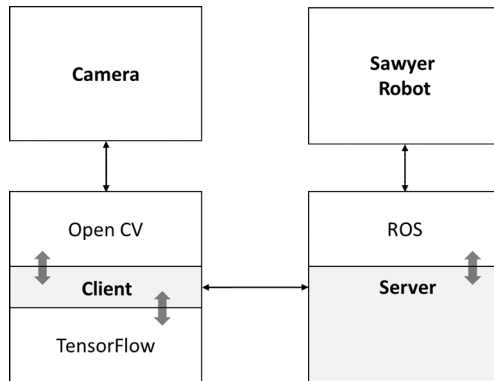 Camera
Sawyer
Robot
Open CV
Client
TensorFlow
ROS
Server